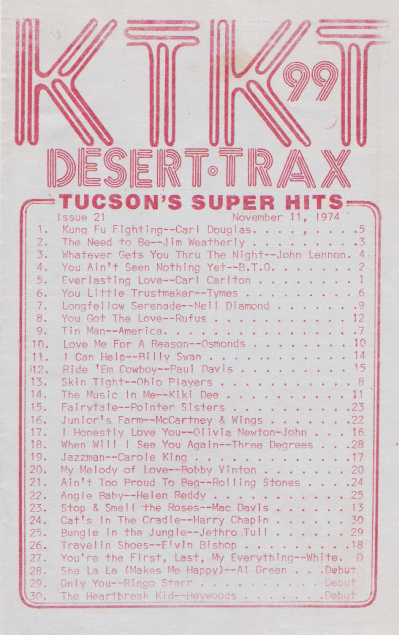 KTKT
99
DESERT·TRAX
TUCSON'S SUPER HITS
Issue 21 November 11, 1974
1. Kung Fu Fighting--Carl Douglas. . . . , . . .5
2. The Need to Be--Jim Weatherly . . . . . . . .3
3. Whatever Gets You Thru The Night--John Lennon. 4
4. You Ain't Seen Nothing Yet--B.T.O. . . . . . 2
5. Everlasting Love--Carl Carlton . . . . . . . 1
6. You Little Trustmaker--Tymes . . . . . . . . 6
7. Longfellow Serenade--Neil Diamond . . . . . .9
8. You Got The Love--Rufus . . . . . . . . . . 12
9. Tin Man--America. . . . . . . . . . . . . . .7
10. Love Me For A Reason--Osmonds . . . . . . . 10
11. I Can Help--Billy Swan . . . . . . . . . . 14
12. Ride 'Em Cowboy--Paul Davis . . . . . . . . 15
13. Skin Tight--Ohio Players . . . . . . . . . 8
14. The Music In Me--Kiki Dee . . . . . . . . . 11
15. Fairytale--Pointer Sisters . . . . . . . . .23
16. Junior's Farm--McCartney & Wings . . . . . .22
17. I Honestly Love You--Olivia Newton-John . . .16
18. When Will I See You Again--Three Degrees . . .28
19. Jazzman--Carole King . . . . . . . . . . . 17
20. My Melody of Love--Bobby Vinton . . . . . . 20
21. Ain't Too Proud To Beg--Rolling Stones . . . .24
22. Angie Baby--Helen Reddy . . . . . . . . . . 25
23. Stop & Smell the Roses--Mac Davis . . . . . 13
24. Cat's In The Cradle--Harry Chapin . . . . . .30
25. Bungle in the Jungle--Jethro Tull . . . . . .29
26. Travelin Shoes--Elvin Bishop . . . . . . . .18
27. You're the First, Last, My Everything--White. D
28. Sha La La (Makes Me Happy)--Al Green . . .Debut
29. Only You--Ringo Starr . . . . . . . . . . Debut
30. The Heartbreak Kid--Heywoods . . . . . . .Debut